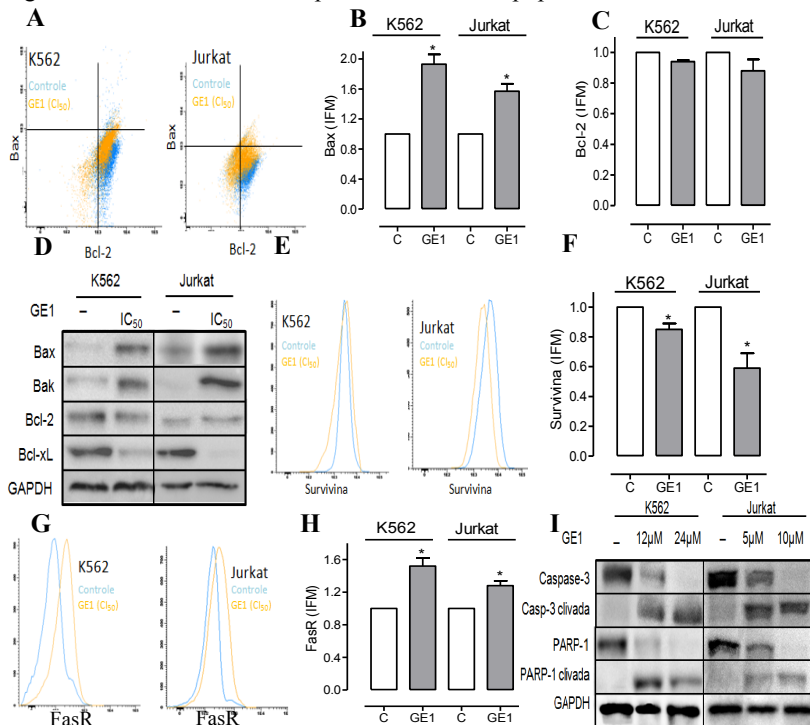 A
K562
Controle
GE1 (CI50)
Bax
Bcl-2
Jurkat
Controle
GE1 (CI50)
Bax
Bcl-2
B
K562
Jurkat
Bax (IFM)
2.0
1.6
1.2
0.8
0.4
0.0
*
*
C
GE1
C
GE1
C
K562
Jurkat
Bcl-2 (IFM)
1.0
0.8
0.6
0.4
0.2
0.0
C
GE1
C
GE1
D
K562
Jurkat
GE1
–
IC50
–
IC50
Bax
Bak
Bcl-2
Bcl-xL
GAPDH
E
K562
Controle
GE1 (CI50)
Survivina
Jurkat
Controle
GE1 (CI50)
Survivina
F
K562
Jurkat
Survivina (IFM)
1.0
0.8
0.6
0.4
0.2
0.0
*
*
C
GE1
C
GE1
G
K562
Controle
GE1 (CI50)
FasR
Jurkat
Controle
GE1 (CI50)
FasR
H
K562
Jurkat
FasR (IFM)
1.6
1.2
0.8
0.4
0.0
*
*
C
GE1
C
GE1
I
K562
Jurkat
GE1
–
12µM
24µM
–
5µM
10µM
Caspase-3
Casp-3 clivada
PARP-1
PARP-1 clivada
GAPDH